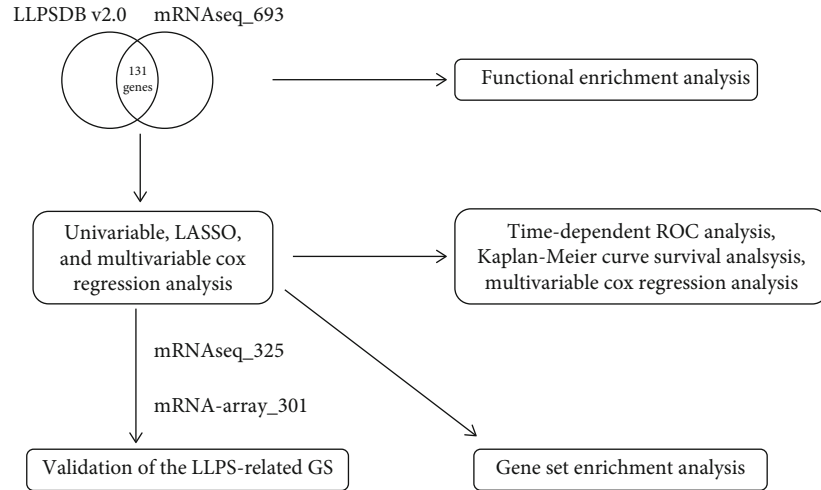 LLPSDB v2.0
mRNAseq_693
131
genes
Functional enrichment analysis
Univariable, LASSO,
and multivariable cox
regression analysis
Time-dependent ROC analysis,
Kaplan-Meier curve survival analsysis,
multivariable cox regression analysis
mRNAseq_325
mRNA-array_301
Validation of the LLPS-related GS
Gene set enrichment analysis